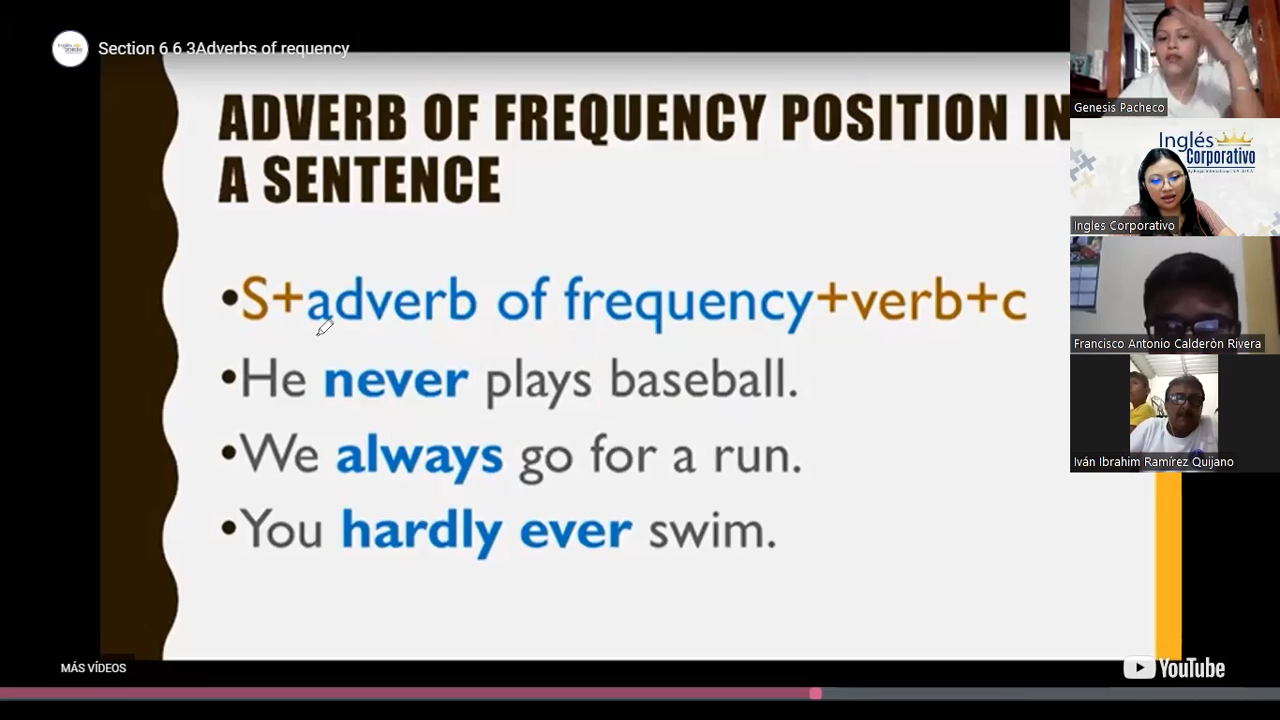 Section 6 6.3Adverbs of requency
ADVERB OF FREQUENCY POSITION IN
A SENTENCE
•S+adverb of frequency+verb+c
•He never plays baseball.
•We always go for a run.
•You hardly ever swim.
MÁS VÍDEOS
YouTube
Genesis Pacheco
Inglés
Corporativo
Ingles Corporativo
Francisco Antonio Calderòn Rivera
Iván Ibrahim Ramírez Quijano